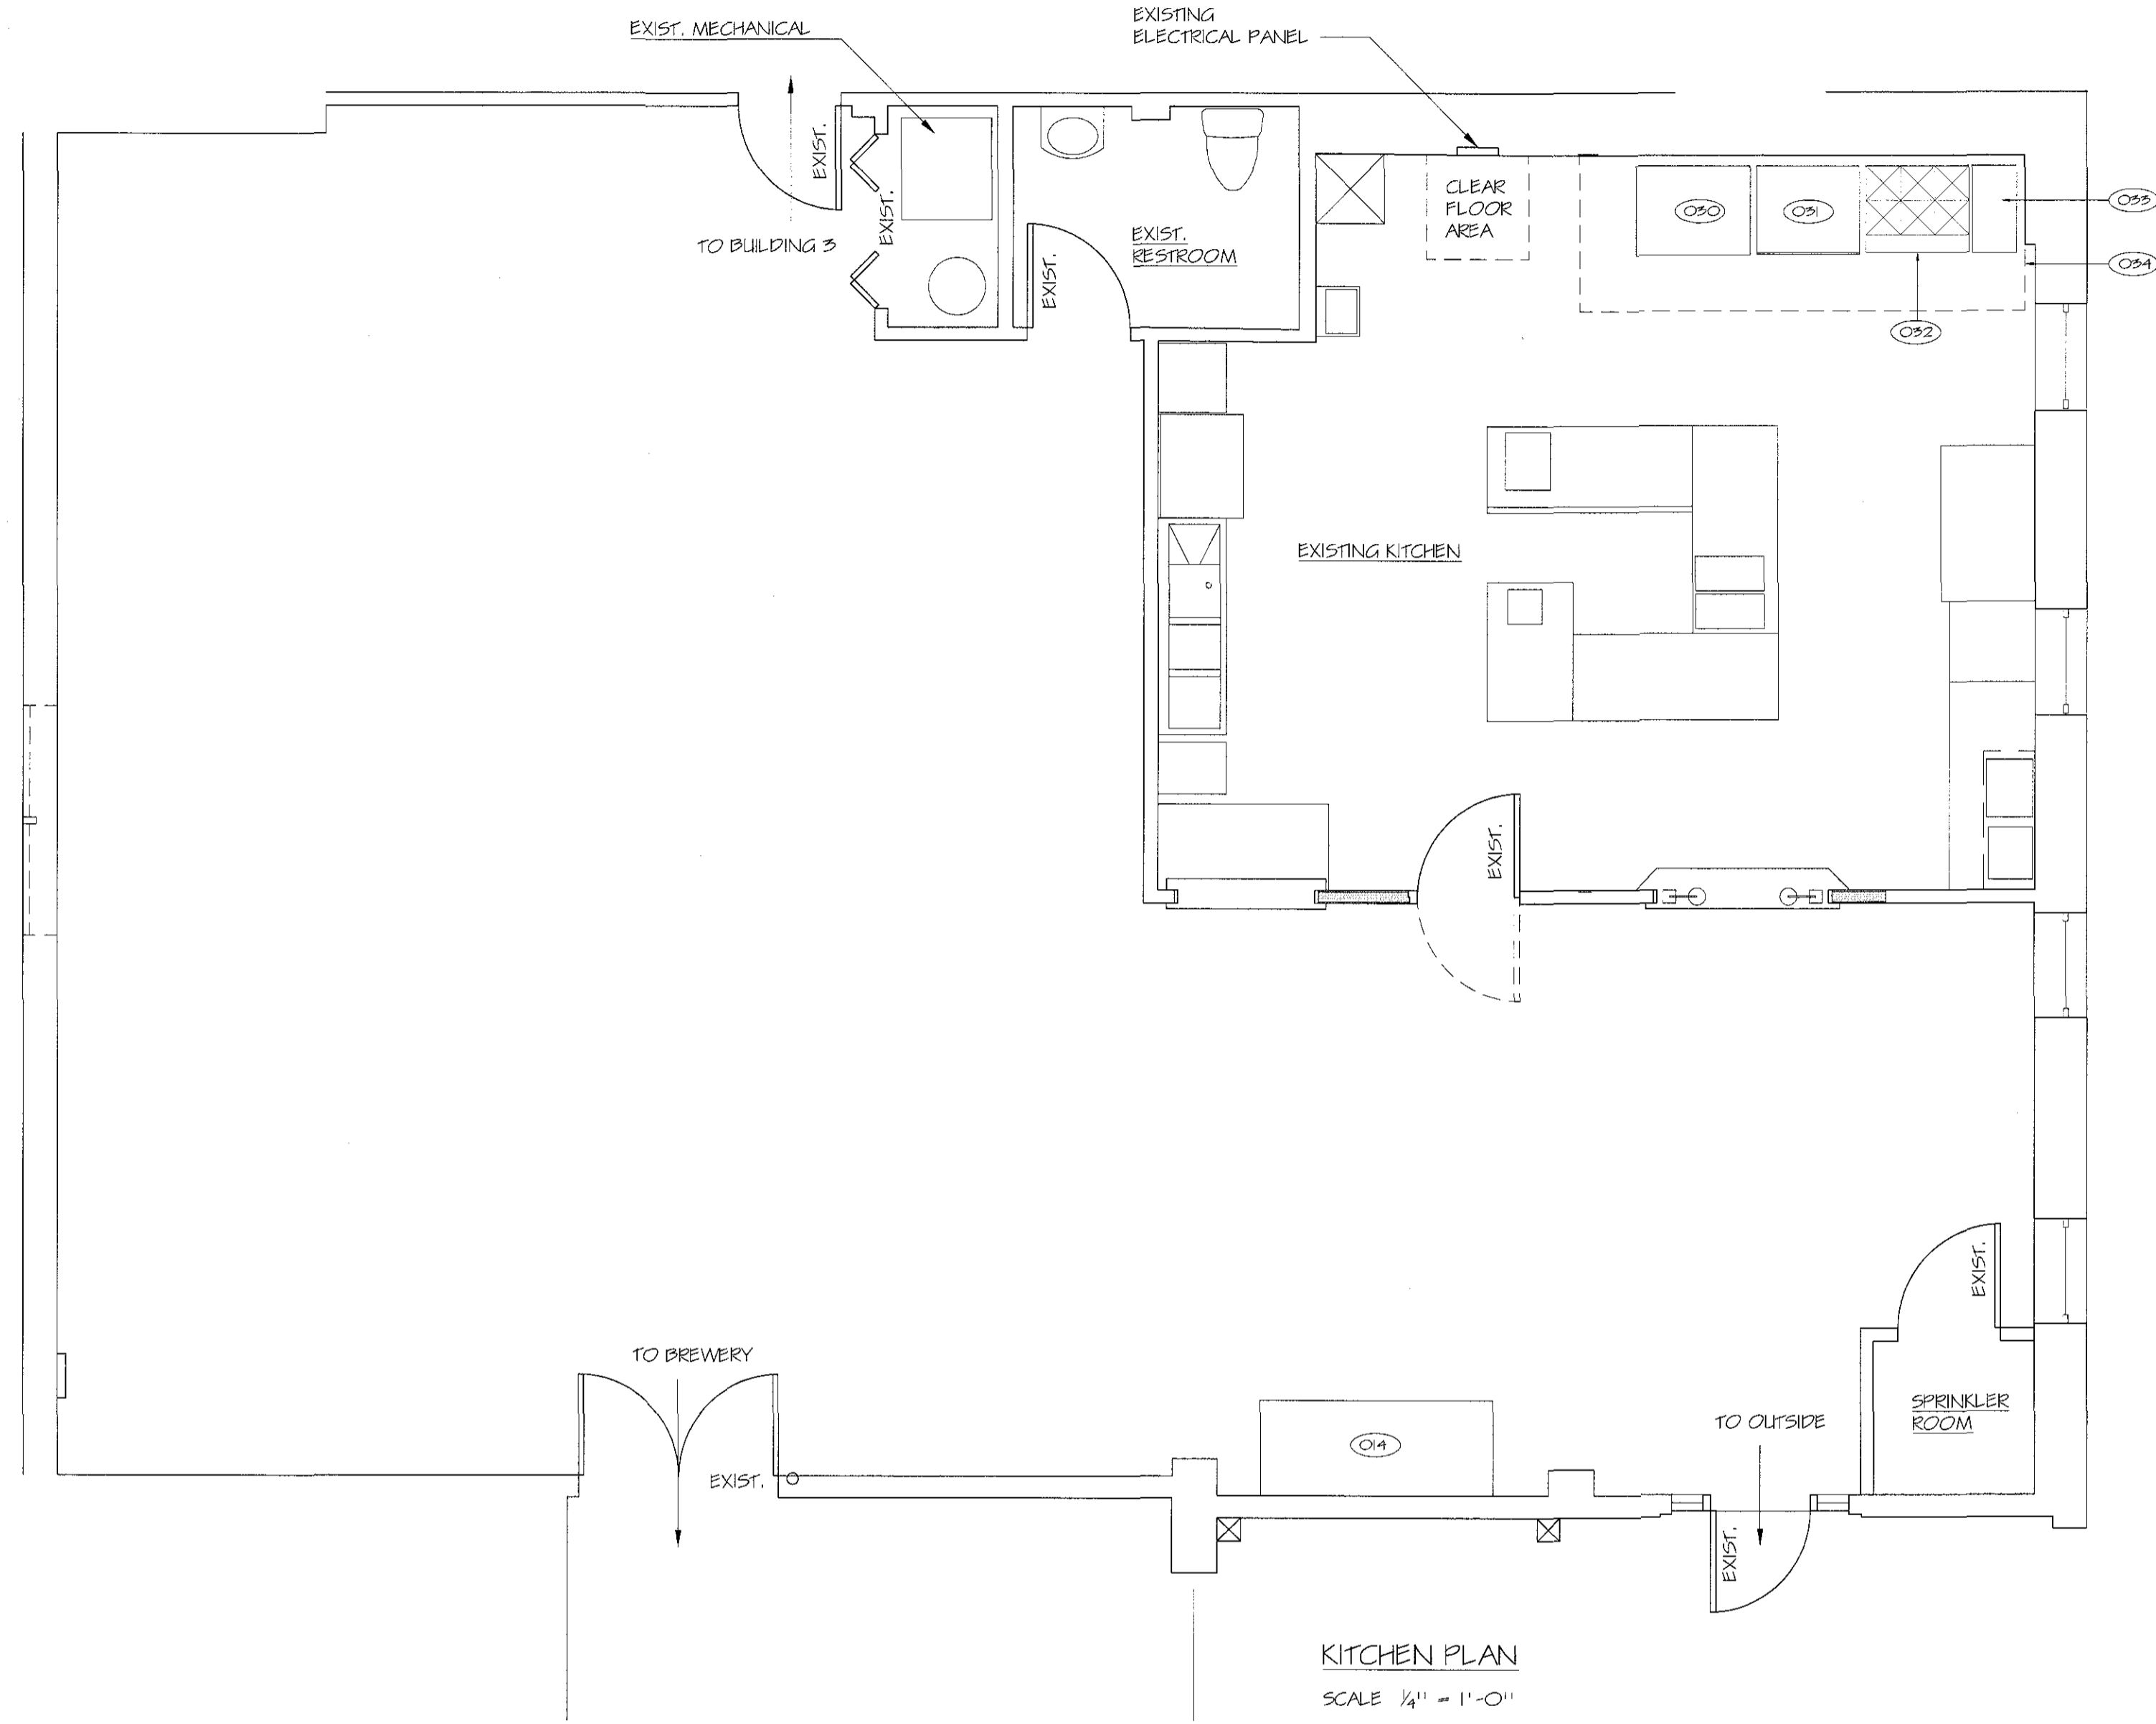 EXIST. MECHANICAL
EXISTING
ELECTRICAL PANEL
EXIST.
EXIST.
TO BUILDING 3
EXIST.
EXIST.
RESTROOM
CLEAR
FLOOR
AREA
030
031
033
034
032
EXISTING KITCHEN
EXIST.
EXIST.
SPRINKLER
ROOM
TO BREWERY
EXIST.
014
TO OUTSIDE
EXIST.
KITCHEN PLAN
SCALE 1/4" = 1'-0"